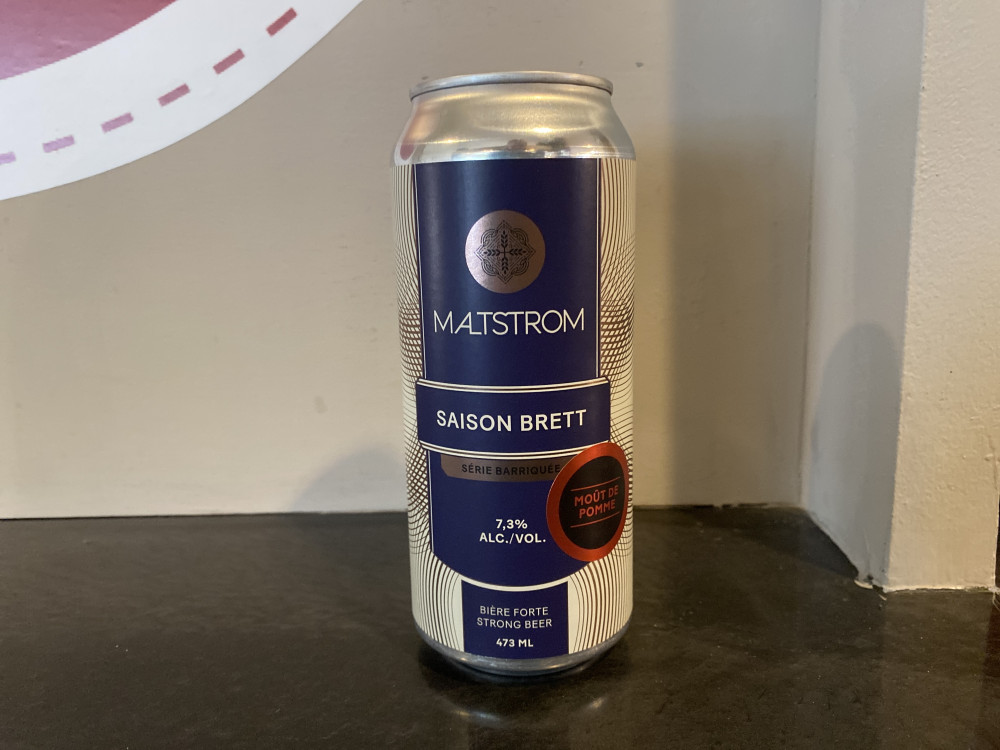 MALTSTROM
SAISON BRETT
SÉRIE BARRIQUÉE
MOÛT DE
POMME
7,3%
ALC./VOL.
BIÈRE FORTE
STRONG BEER
473 ML